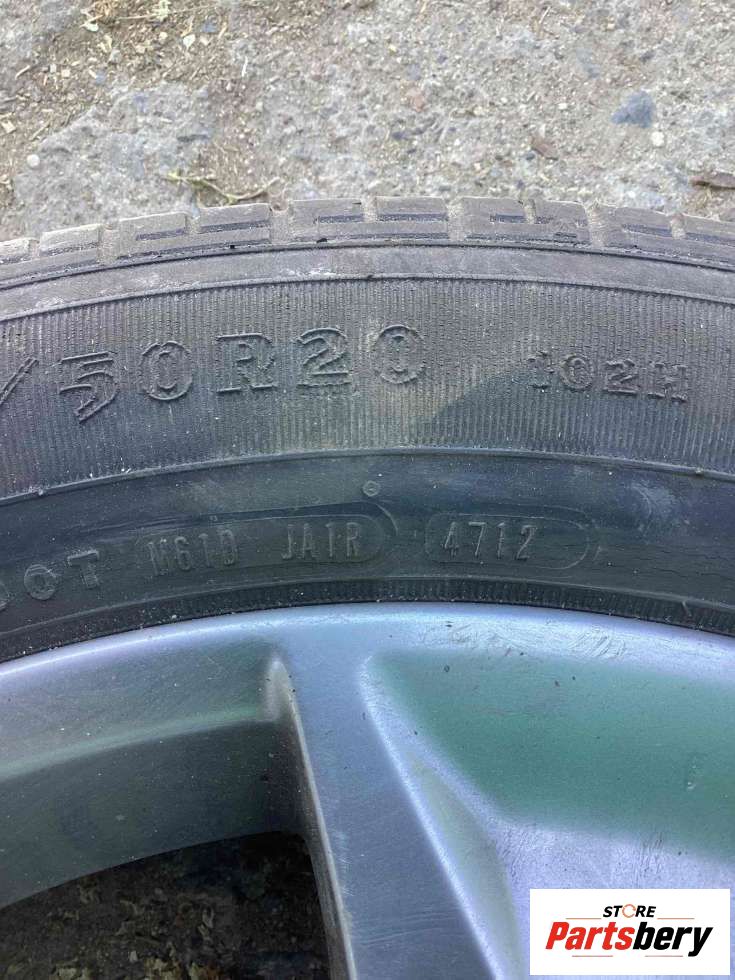 /50R20 102H
DOT M61D JA1R 4712
STORE
Partsbery